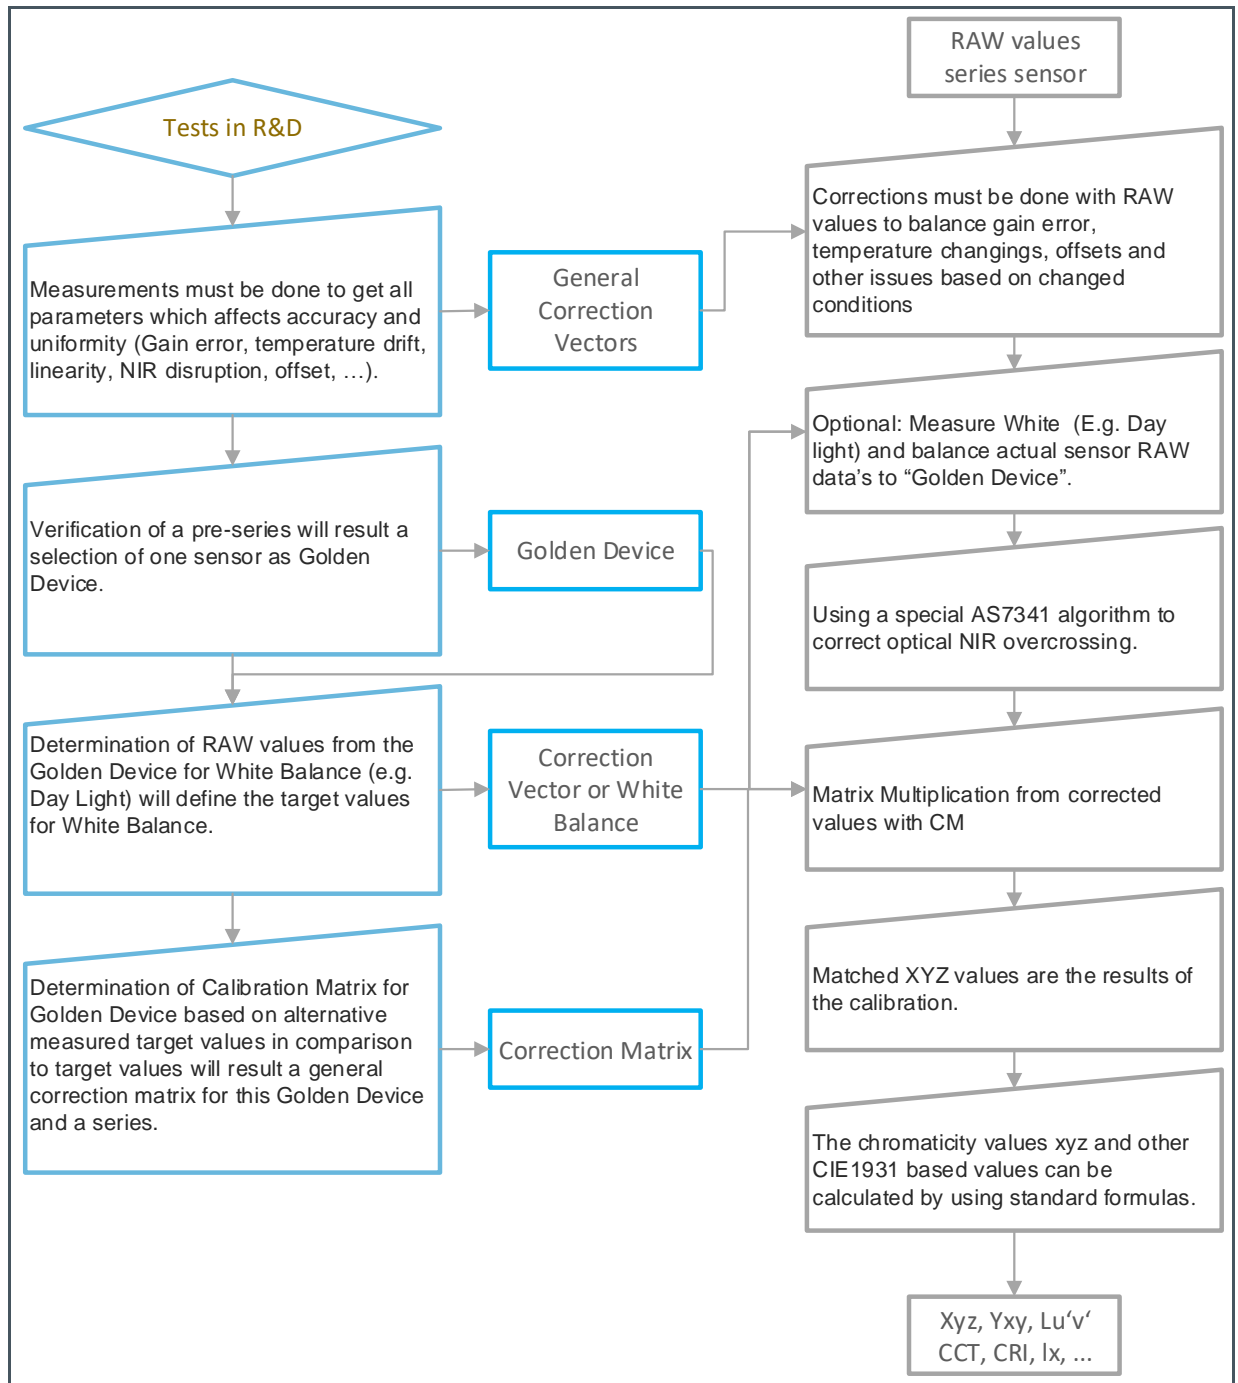 Tests in R&D
Measurements must be done to get all
parameters which affects accuracy and
uniformity (Gain error, temperature drift,
linearity, NIR disruption, offset, …).
General
Correction
Vectors
Verification of a pre-series will result a
selection of one sensor as Golden
Device.
Golden Device
Determination of RAW values from the
Golden Device for White Balance (e.g.
Day Light) will define the target values
for White Balance.
Correction
Vector or White
Balance
Determination of Calibration Matrix for
Golden Device based on alternative
measured target values in comparison
to target values will result a general
correction matrix for this Golden Device
and a series.
Correction Matrix
RAW values
series sensor
Corrections must be done with RAW
values to balance gain error,
temperature changings, offsets and
other issues based on changed
conditions
Optional: Measure White (E.g. Day
light) and balance actual sensor RAW
data's to “Golden Device”.
Using a special AS7341 algorithm to
correct optical NIR overcrossing.
Matrix Multiplication from corrected
values with CM
Matched XYZ values are the results of
the calibration.
The chromaticity values xyz and other
CIE1931 based values can be
calculated by using standard formulas.
Xyz, Yxy, Lu‘v‘
CCT, CRI, lx, ...